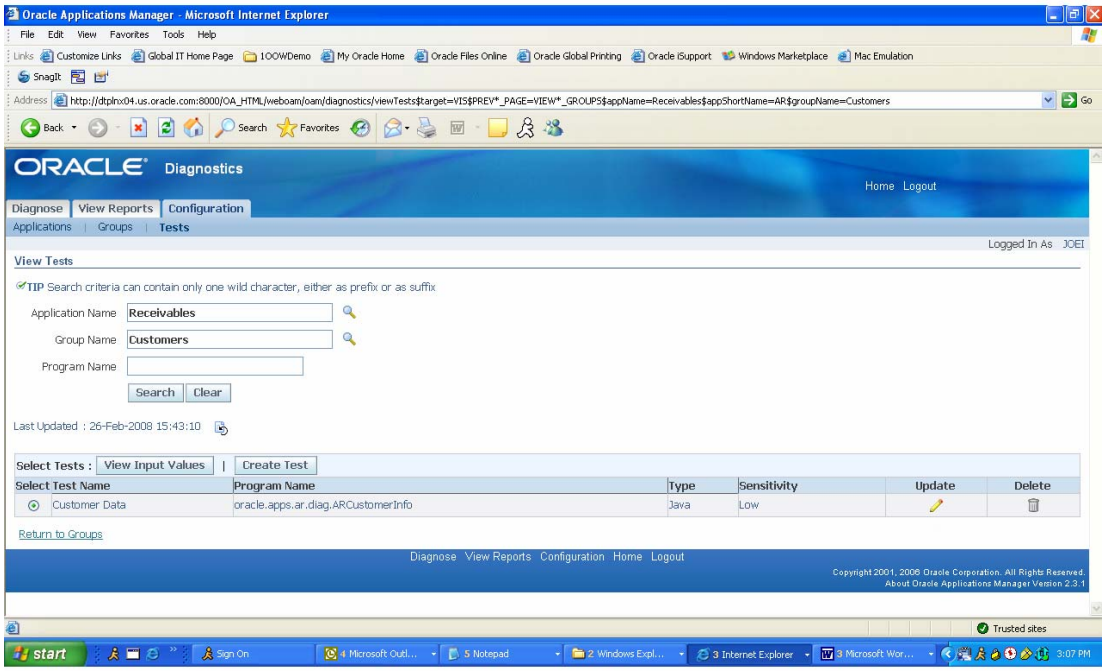 Oracle Applications Manager - Microsoft Internet Explorer
File Edit View Favorites Tools Help
Links Customize Links Global IT Home Page 1OOWDemo My Oracle Home Oracle Files Online Oracle Global Printing Oracle iSupport Windows Marketplace Mac Emulation
SnagIt
Address http://dtplnx04.us.oracle.com:8000/OA_HTML/weboam/oam/diagnostics/viewTests$target=VIS$PREV*_PAGE=VIEW*_GROUPS$appName=Receivables$appShortName=AR$groupName=Customers Go
Back Search Favorites
ORACLE Diagnostics
Home Logout
Diagnose View Reports Configuration
Applications | Groups | Tests
Logged In As JOEI
View Tests
TIP Search criteria can contain only one wild character, either as prefix or as suffix
Application Name Receivables
Group Name Customers
Program Name
Search Clear
Last Updated : 26-Feb-2008 15:43:10
Select Tests : View Input Values | Create Test
Select Test Name Program Name Type Sensitivity Update Delete
Customer Data oracle.apps.ar.diag.ARCustomerInfo Java Low
Return to Groups
Diagnose View Reports Configuration Home Logout
Copyright 2001, 2006 Oracle Corporation. All Rights Reserved.
About Oracle Applications Manager Version 2.3.1
Trusted sites
start Sign On 4 Microsoft Outl... 5 Notepad 2 Windows Expl... 3 Internet Explorer 3 Microsoft Wor... 3:07 PM